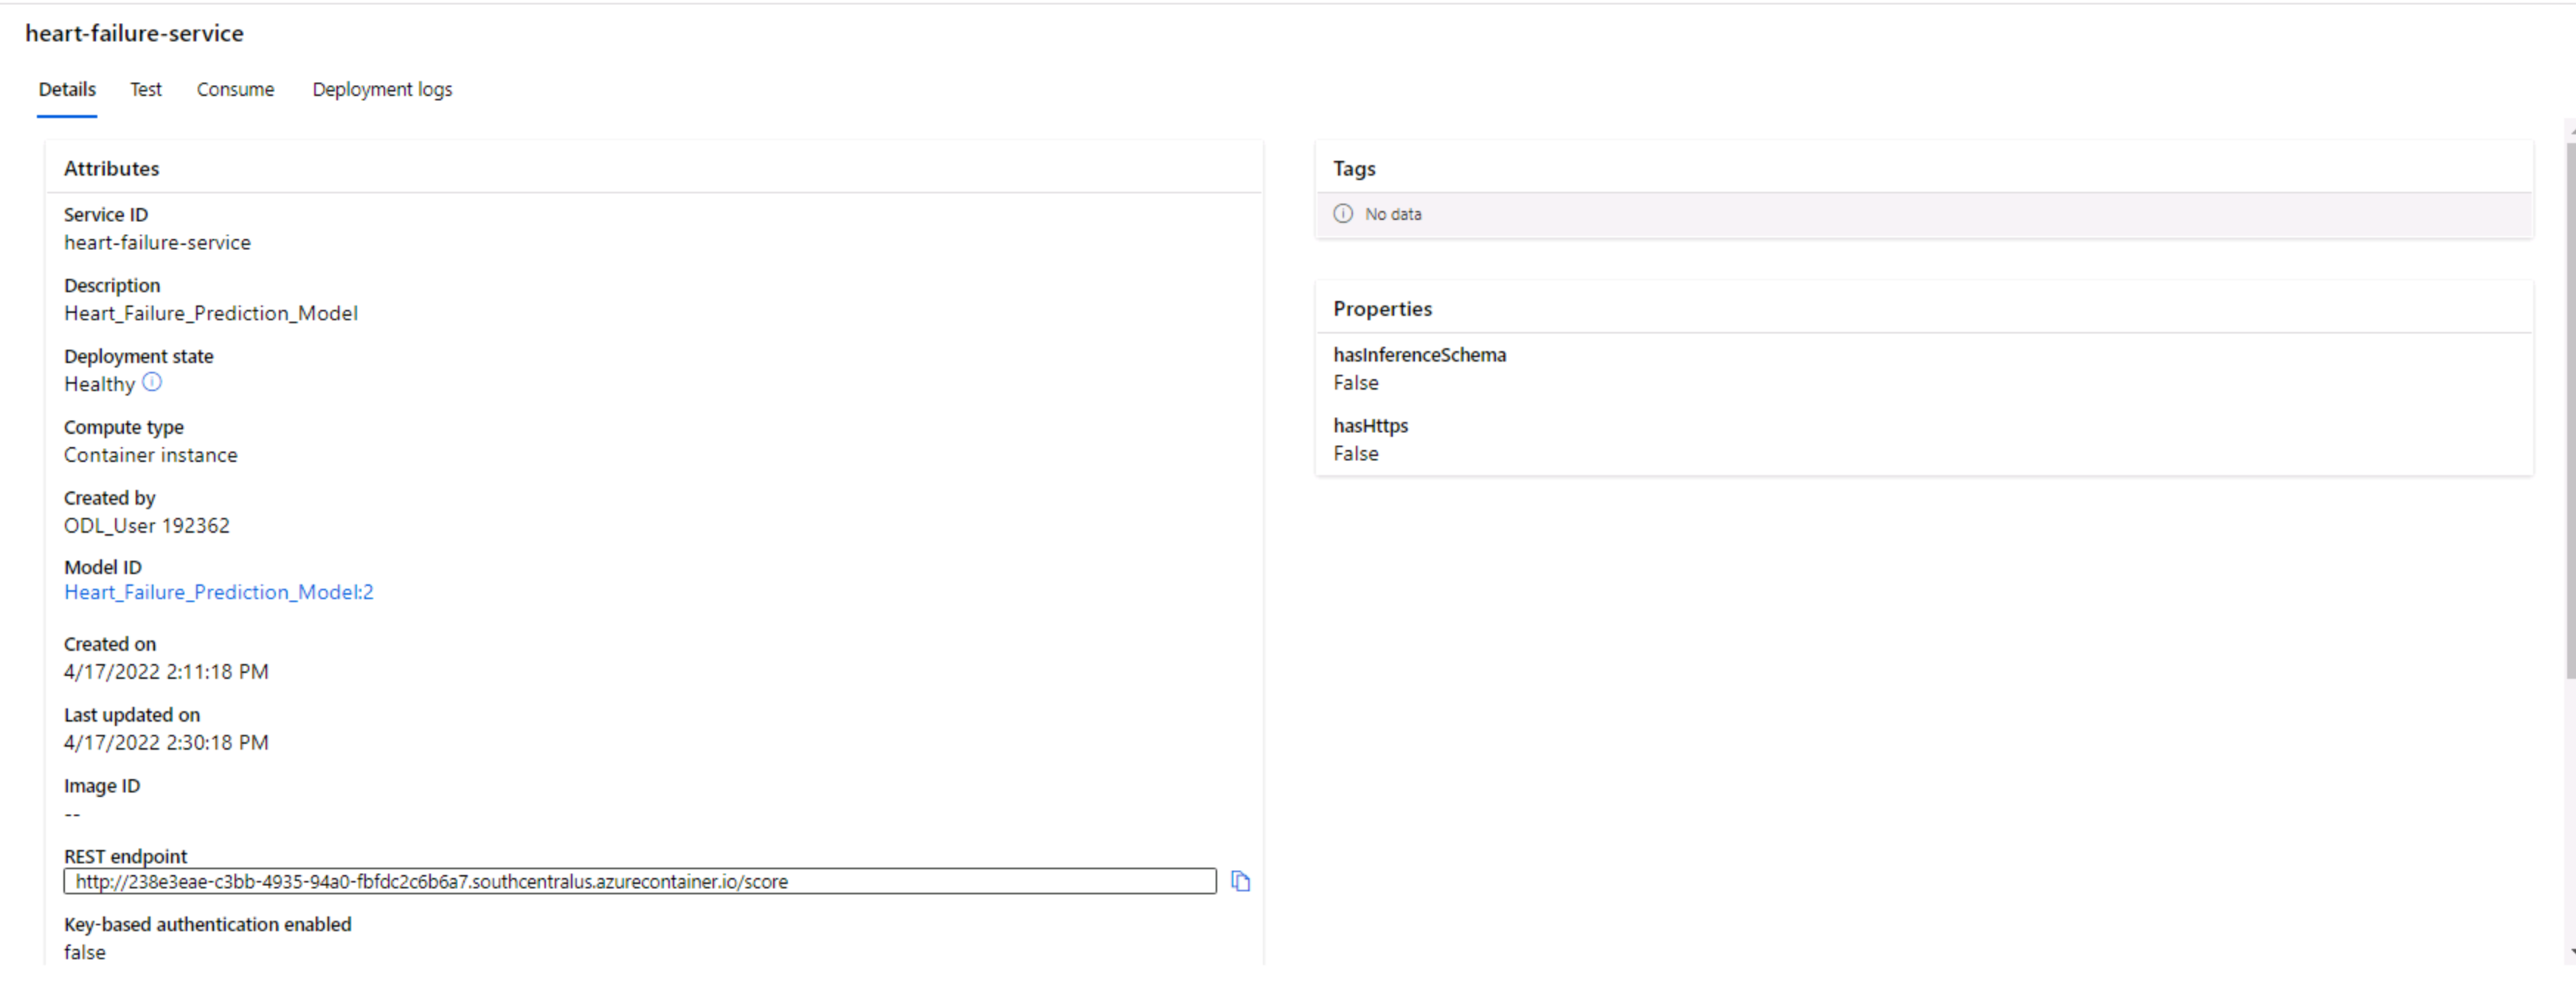 heart-failure-service
Details Test Consume Deployment logs
Attributes
Service ID
heart-failure-service
Description
Heart_Failure_Prediction_Model
Deployment state
Healthy
Compute type
Container instance
Created by
ODL_User 192362
Model ID
Heart_Failure_Prediction_Model:2
Created on
4/17/2022 2:11:18 PM
Last updated on
4/17/2022 2:30:18 PM
Image ID
--
REST endpoint
http://238e3eae-c3bb-4935-94a0-fbfdc2c6b6a7.southcentralus.azurecontainer.io/score
Key-based authentication enabled
false
Tags
No data
Properties
hasInferenceSchema
False
hasHttps
False